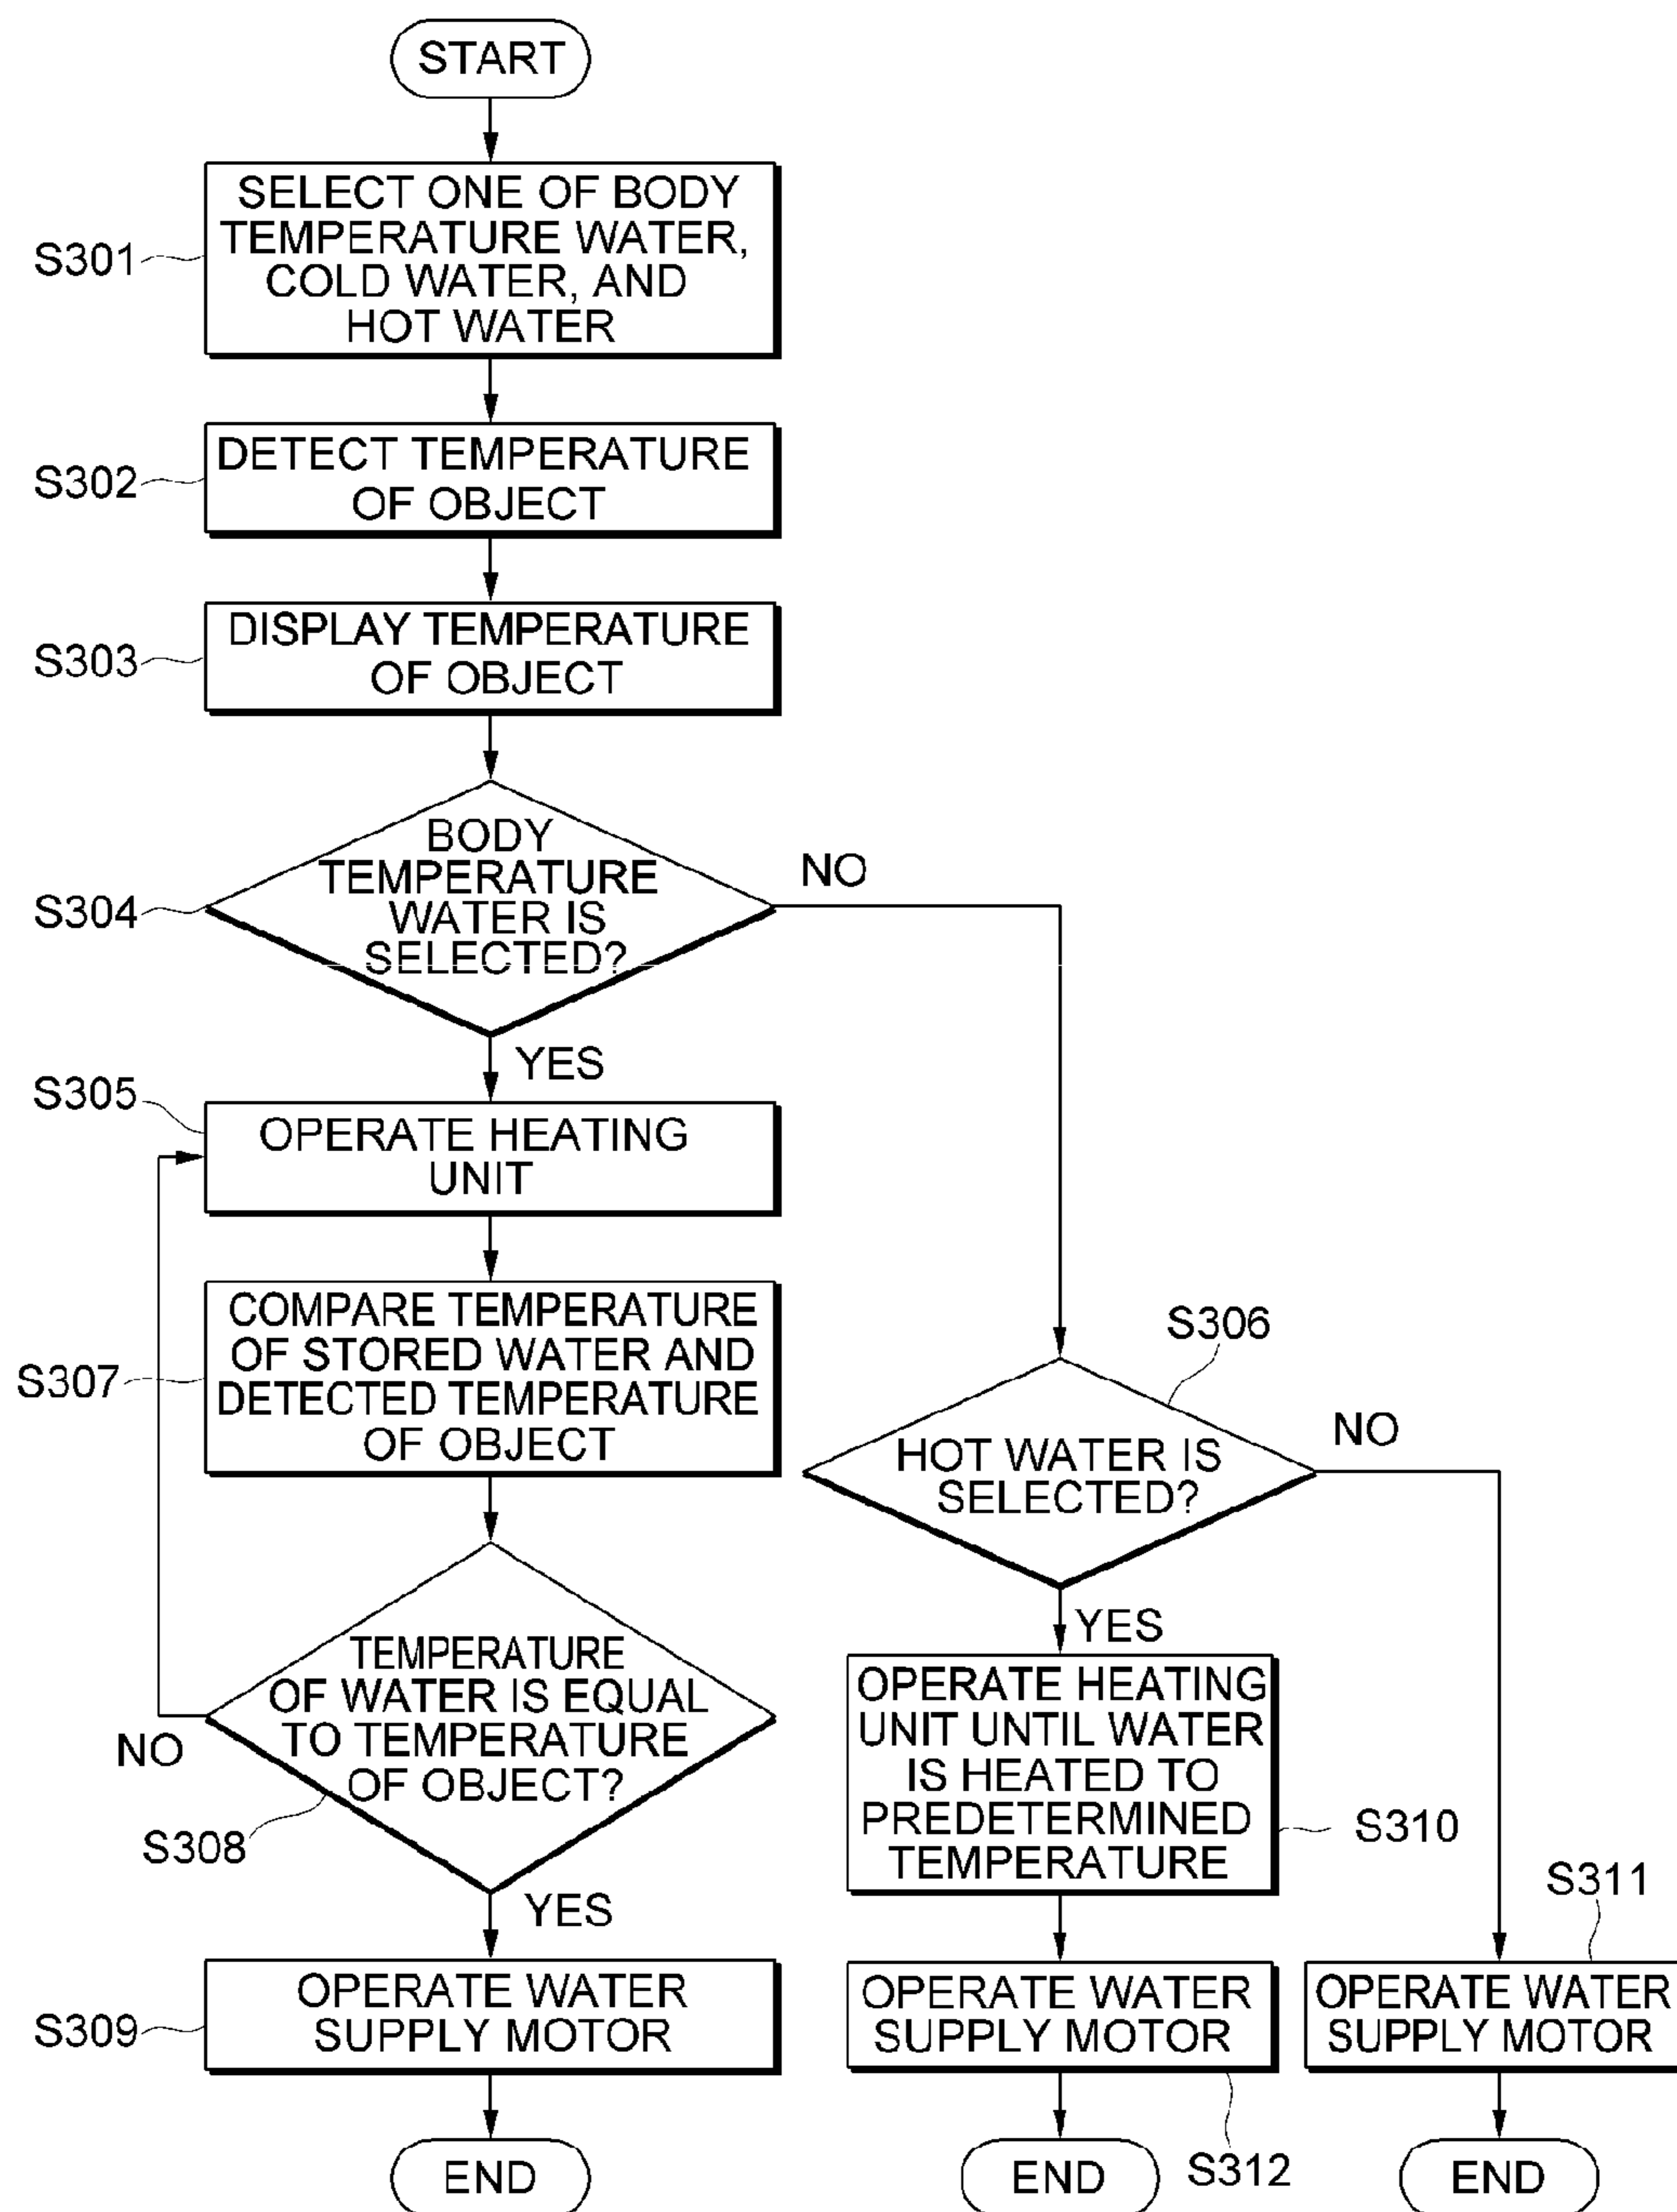 START
SELECT ONE OF BODY
TEMPERATURE WATER,
COLD WATER, AND
HOT WATER
S301
DETECT TEMPERATURE
OF OBJECT
S302
DISPLAY TEMPERATURE
OF OBJECT
S303
BODY
TEMPERATURE
WATER IS
SELECTED?
S304
NO
YES
S305
OPERATE HEATING
UNIT
COMPARE TEMPERATURE
OF STORED WATER AND
DETECTED TEMPERATURE
OF OBJECT
S307
S306
HOT WATER IS
SELECTED?
NO
YES
TEMPERATURE
OF WATER IS EQUAL
TO TEMPERATURE
OF OBJECT?
NO
S308
YES
OPERATE HEATING
UNIT UNTIL WATER
IS HEATED TO
PREDETERMINED
TEMPERATURE
S310
S311
OPERATE WATER
SUPPLY MOTOR
S309
OPERATE WATER
SUPPLY MOTOR
S312
OPERATE WATER
SUPPLY MOTOR
END
END
END